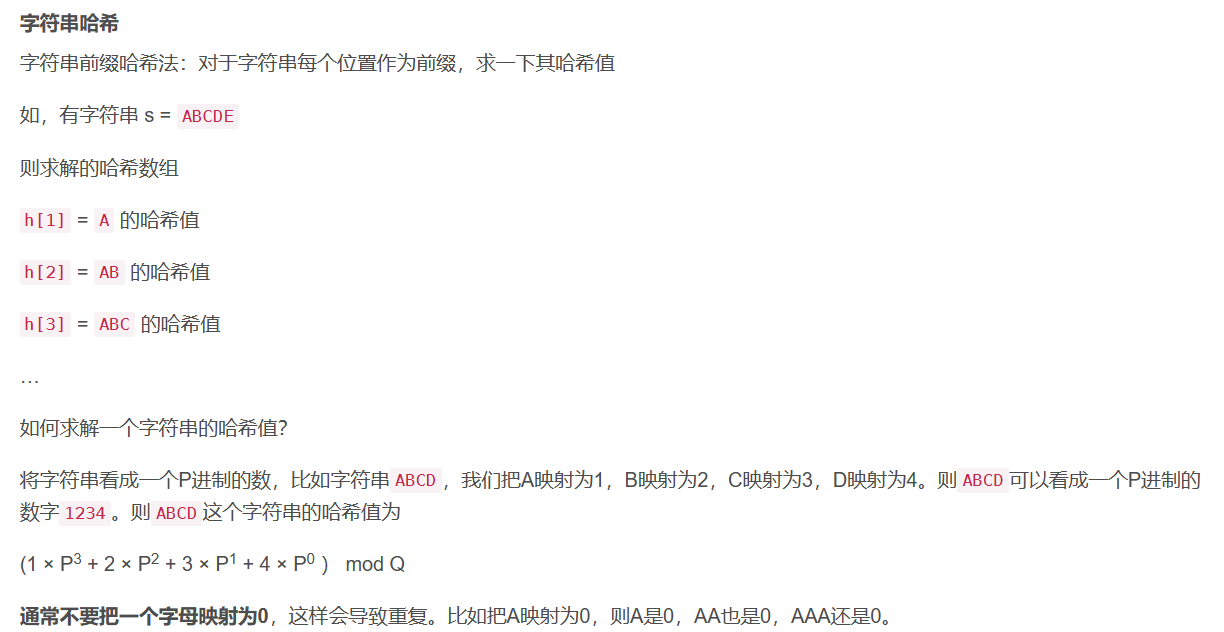 字符串哈希
字符串前缀哈希法：对于字符串每个位置作为前缀，求一下其哈希值
如，有字符串 s = ABCDE
则求解的哈希数组
h[1] = A 的哈希值
h[2] = AB 的哈希值
h[3] = ABC 的哈希值
…
如何求解一个字符串的哈希值？
将字符串看成一个P进制的数，比如字符串 ABCD ，我们把A映射为1，B映射为2，C映射为3，D映射为4。则 ABCD 可以看成一个P进制的
数字 1234 。则 ABCD 这个字符串的哈希值为
(1 × P³ + 2 × P² + 3 × P¹ + 4 × P⁰ ) mod Q
通常不要把一个字母映射为0，这样会导致重复。比如把A映射为0，则A是0，AA也是0，AAA还是0。